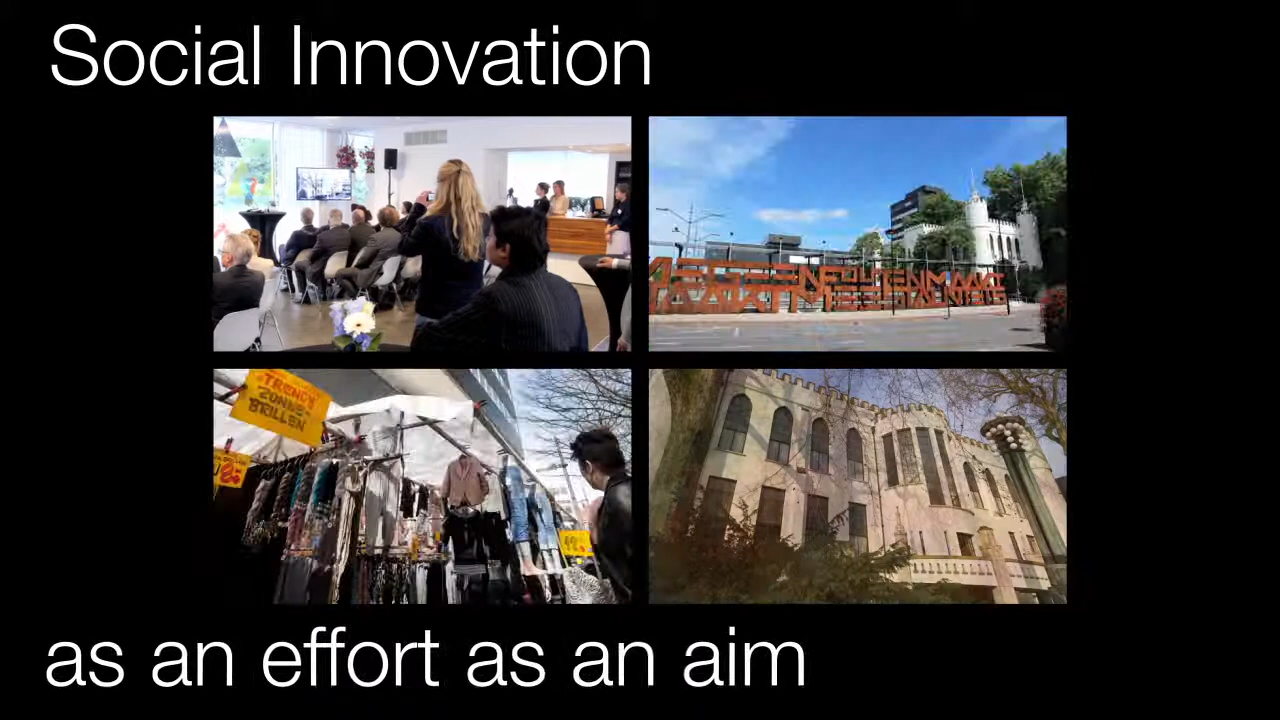 Social Innovation
TRENDY
ZONNE-
BRILLEN
as an effort as an aim